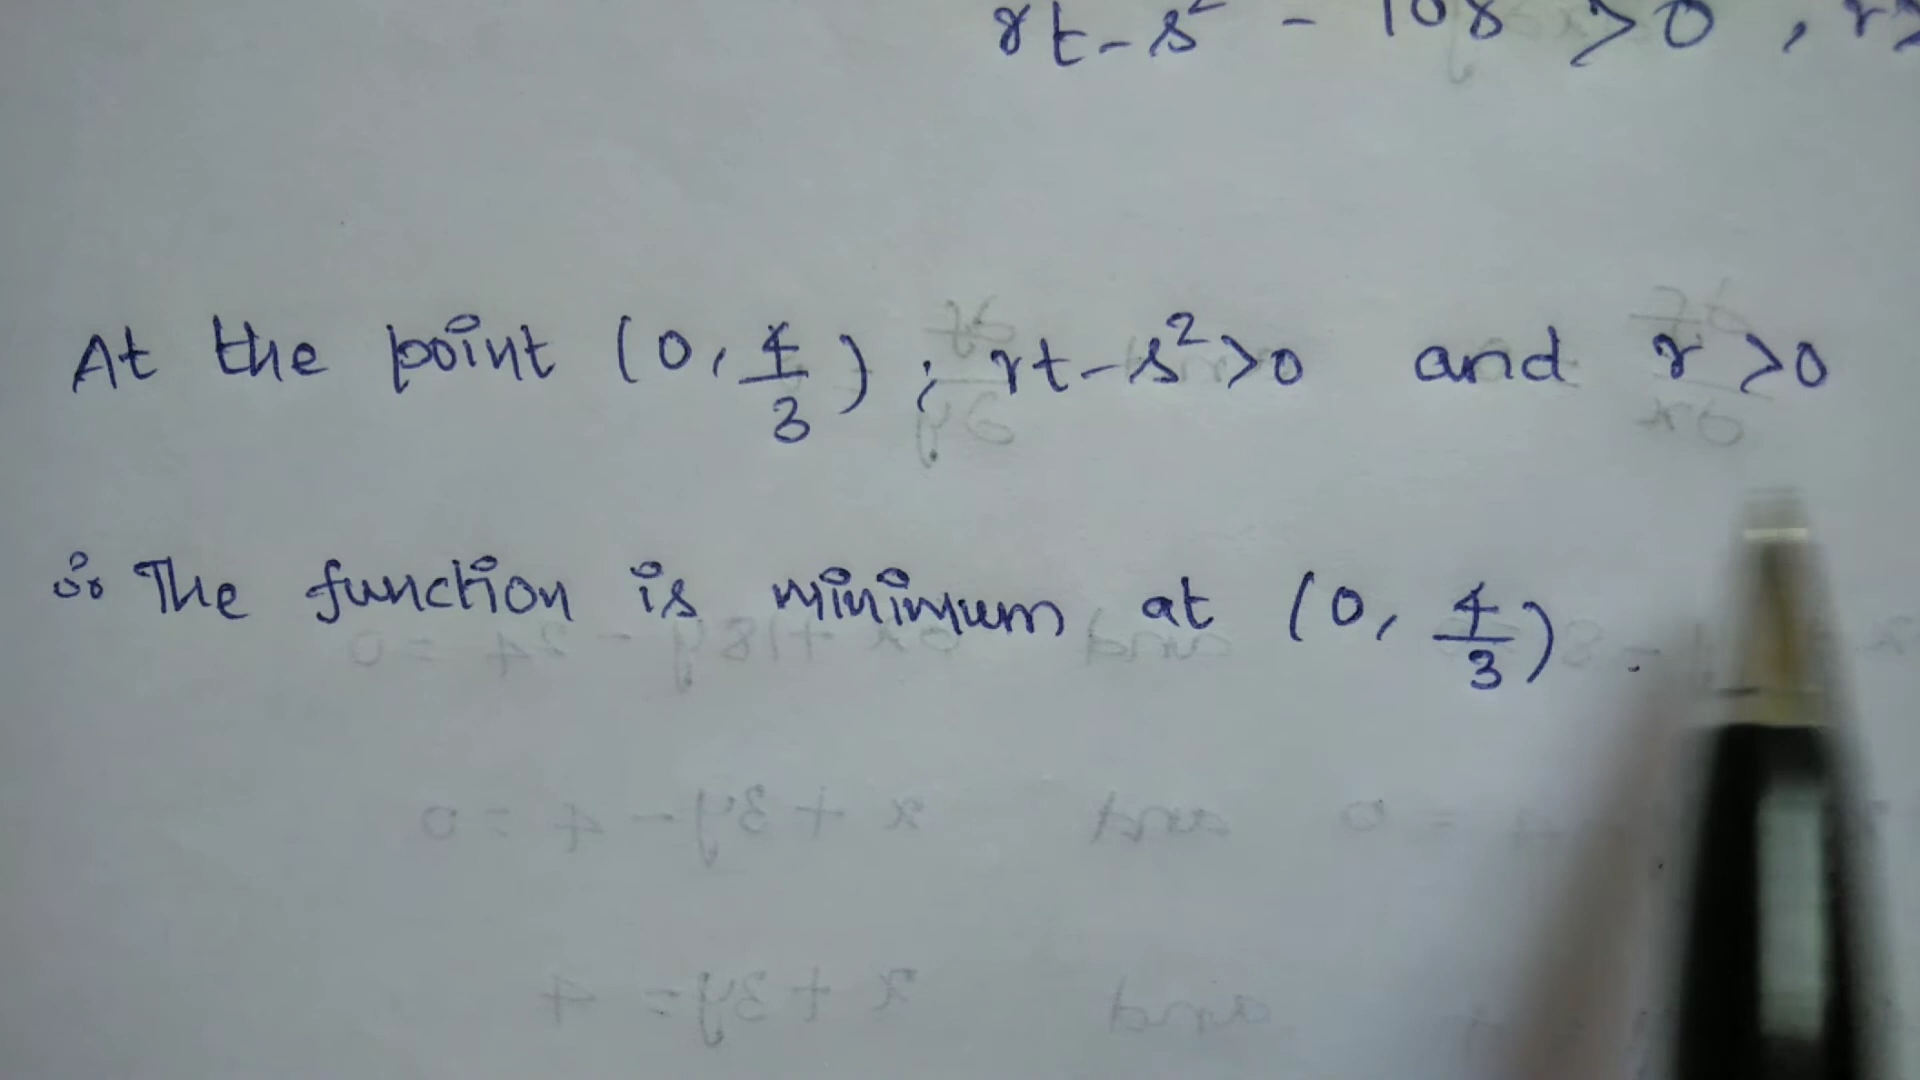 rt-s² - 108 >0, r>
At the point (0, 4/3); rt-s²>0 and r>0
∴ The function is minimum at (0, 4/3).